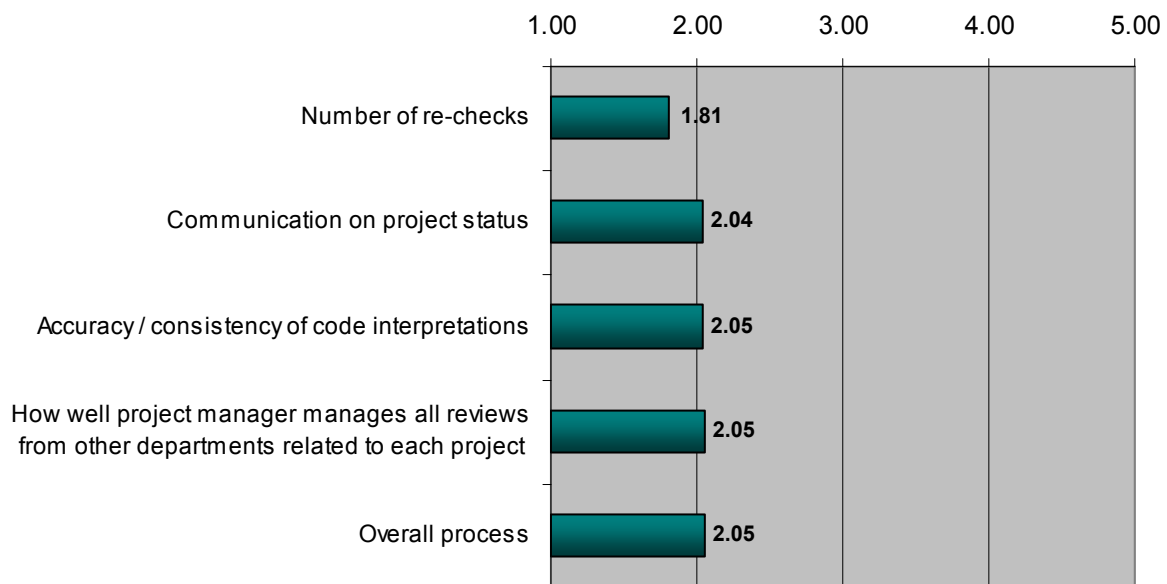 1.00 2.00 3.00 4.00 5.00
Number of re-checks 1.81
Communication on project status 2.04
Accuracy / consistency of code interpretations 2.05
How well project manager manages all reviews
from other departments related to each project 2.05
Overall process 2.05